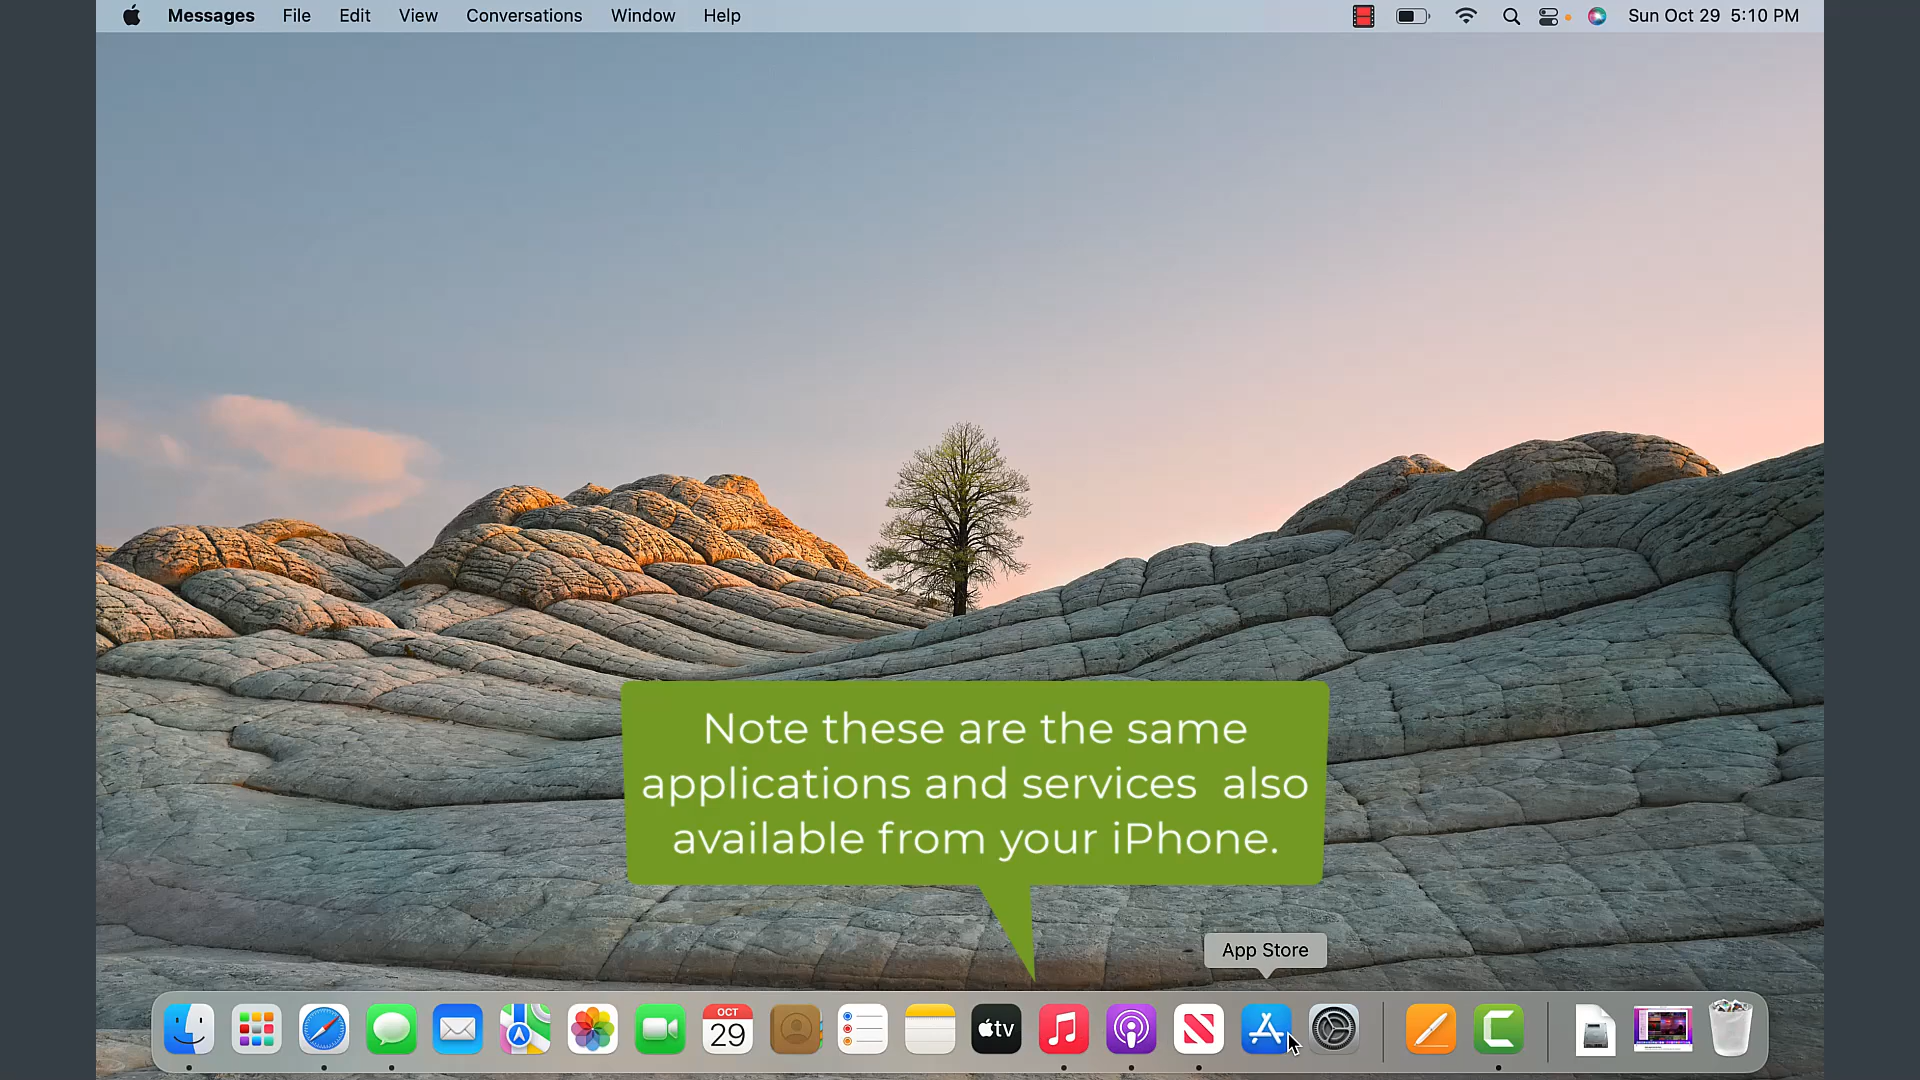 Messages File Edit View Conversations Window Help Sun Oct 29 5:10 PM
Note these are the same
applications and services also
available from your iPhone.
App Store
OCT
29
tv